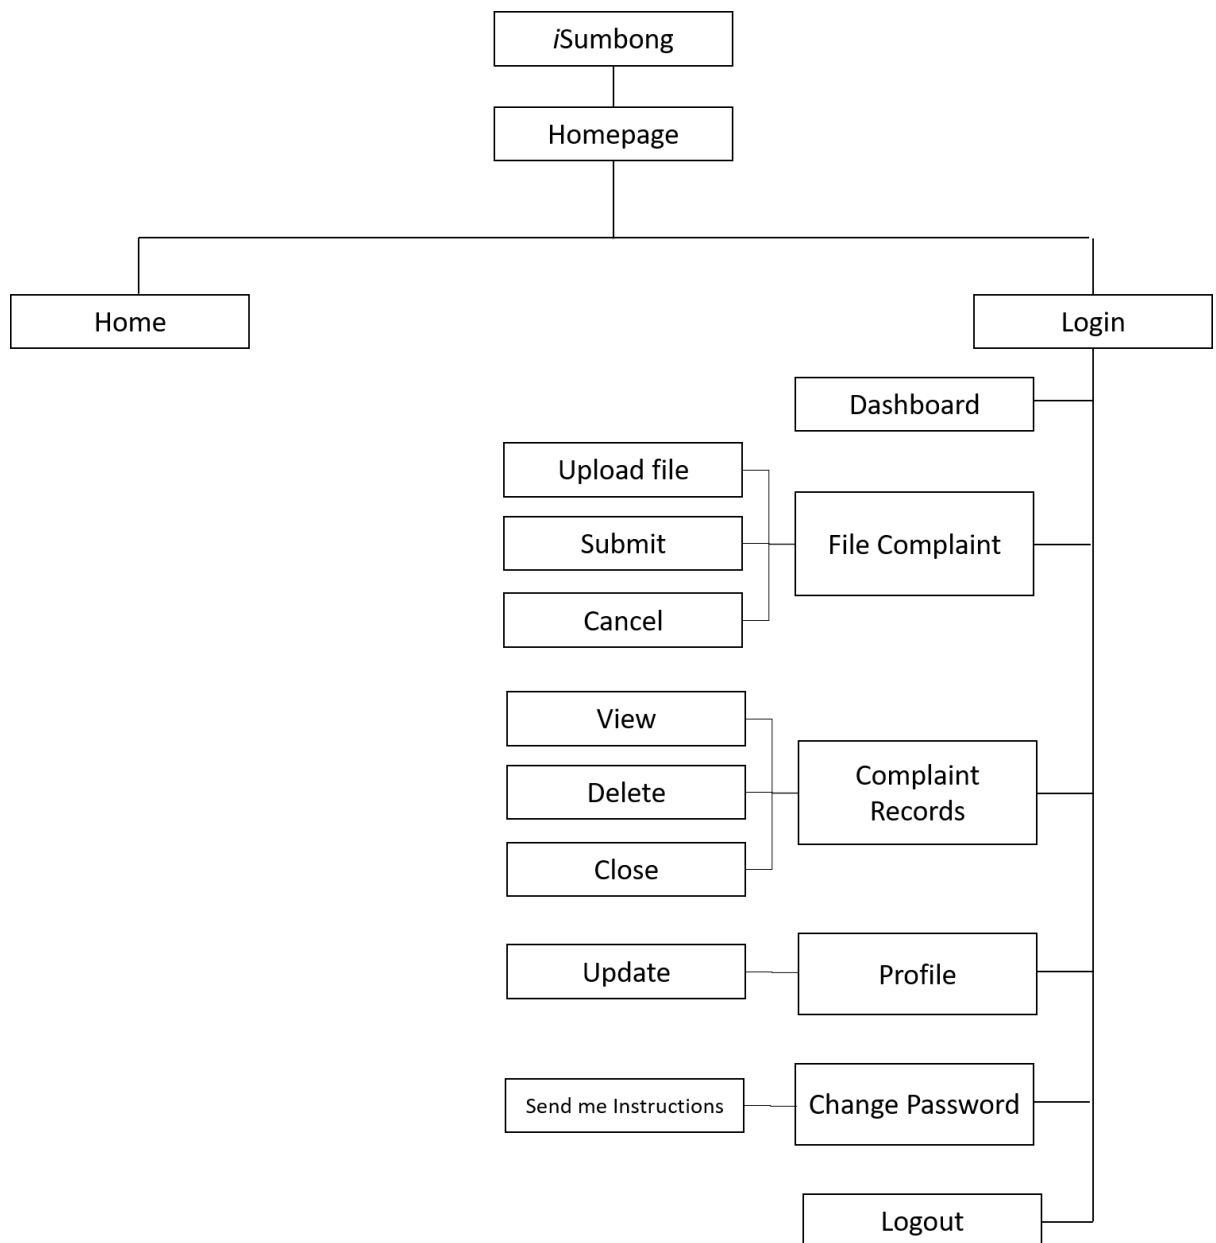 iSumbong
Homepage
Home
Login
Dashboard
Upload file
Submit
File Complaint
Cancel
View
Complaint
Records
Delete
Close
Update
Profile
Send me Instructions
Change Password
Logout